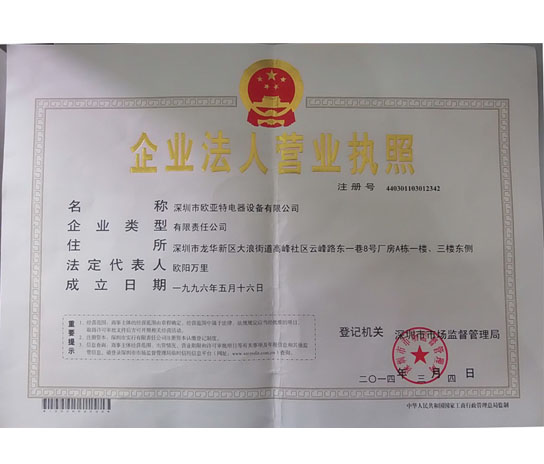 企业法人营业执照
注册号 440301103012342
名称 深圳市欧亚特电器设备有限公司
企业类型 有限责任公司
住所 深圳市龙华新区大浪街道高峰社区云峰路东一巷8号厂房A栋一楼、三楼东侧
法定代表人 欧阳万里
成立日期 一九九六年五月十六日
重要提示
登记机关 深圳市市场监督管理局
二〇一四年 月四日
中华人民共和国国家工商行政管理总局监制